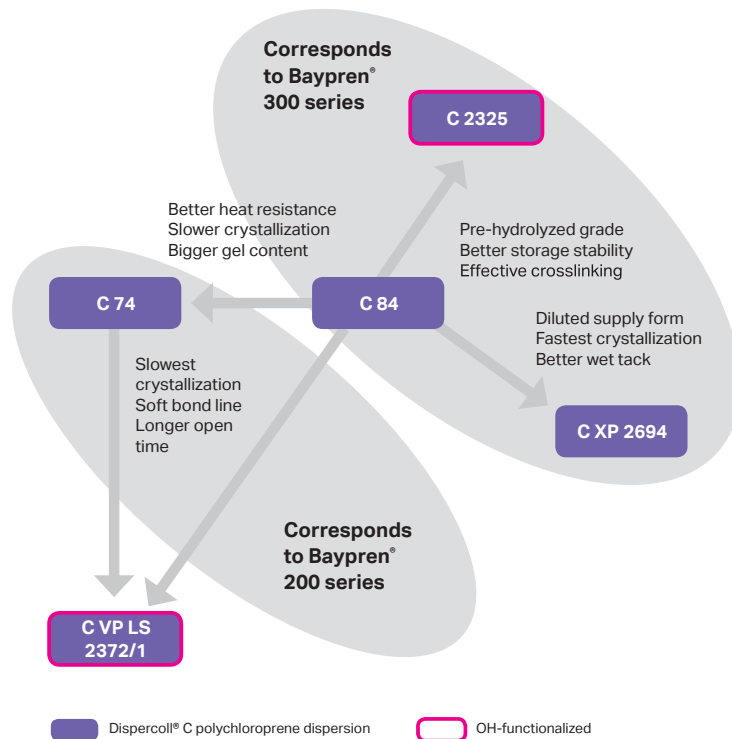 Corresponds
to Baypren®
300 series
C 2325
Better heat resistance
Slower crystallization
Bigger gel content
Pre-hydrolyzed grade
Better storage stability
Effective crosslinking
C 74
C 84
Diluted supply form
Fastest crystallization
Better wet tack
Slowest
crystallization
Soft bond line
Longer open
time
C XP 2694
Corresponds
to Baypren®
200 series
C VP LS
2372/1
Dispercoll® C polychloroprene dispersion
OH-functionalized